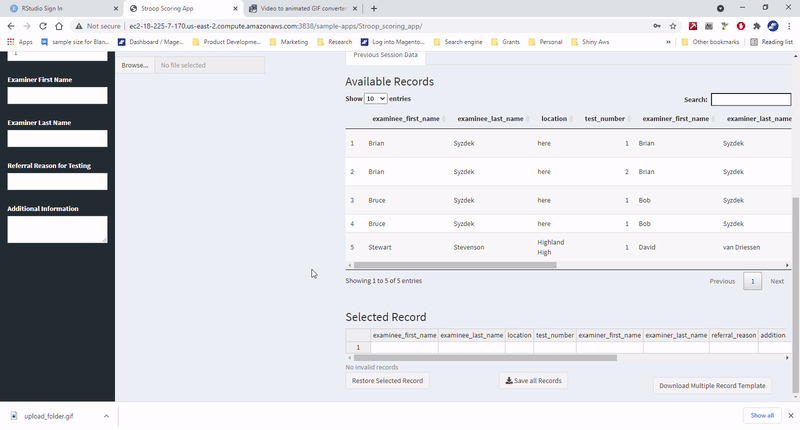 RStudio Sign In
Stroop Scoring App
Video to animated GIF converter
Not secure | ec2-18-225-7-170.us-east-2.compute.amazonaws.com:3838/sample-apps/Stroop_scoring_app/
Apps sample size for Blan... Dashboard / Mage... Product Developme... Marketing Research Log into Magento... Search engine Grants Personal Shiny Aws » Other bookmarks Reading list
1
Examiner First Name
Examiner Last Name
Referral Reason for Testing
Additional Information
Browse... No file selected
Previous Session Data
Available Records
Show 10 entries
Search:
examinee_first_name examinee_last_name location test_number examiner_first_name examiner_last_name
1 Brian Syzdek here 1 Brian Syzdek
2 Brian Syzdek here 2 Brian Syzdek
3 Bruce Syzdek here 1 Bob Syzdek
4 Bruce Syzdek here 1 Bob Syzdek
5 Stewart Stevenson Highland High 1 David van Driessen
Showing 1 to 5 of 5 entries
Previous 1 Next
Selected Record
examinee_first_name examinee_last_name location test_number examiner_first_name examiner_last_name referral_reason addition
1
No invalid records
Restore Selected Record Save all Records Download Multiple Record Template
upload_folder.gif
Show all